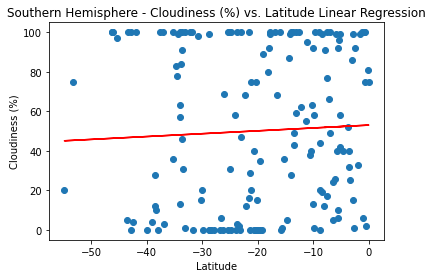 Southern Hemisphere - Cloudiness (%) vs. Latitude Linear Regression
100
80
60
40
20
0
Cloudiness (%)
−50 −40 −30 −20 −10 0
Latitude